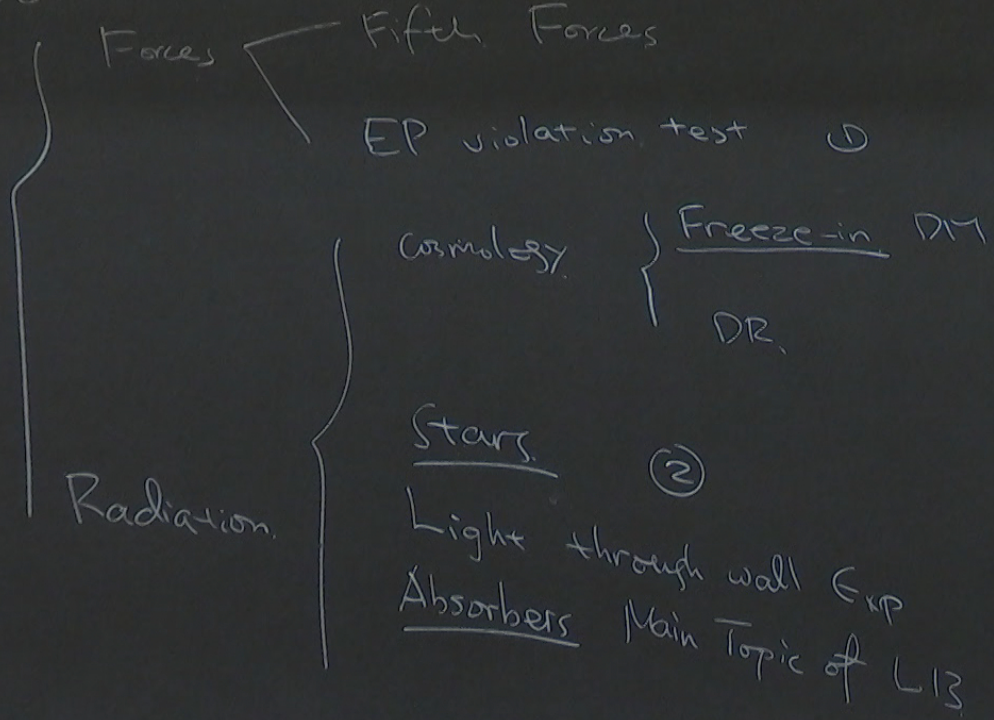 Forces Fifth Forces
EP violation test ①
cosmology Freeze-in DM
DR.
Stars ②
Radiation.
Light through wall Exp
Absorbers Main Topic of L13